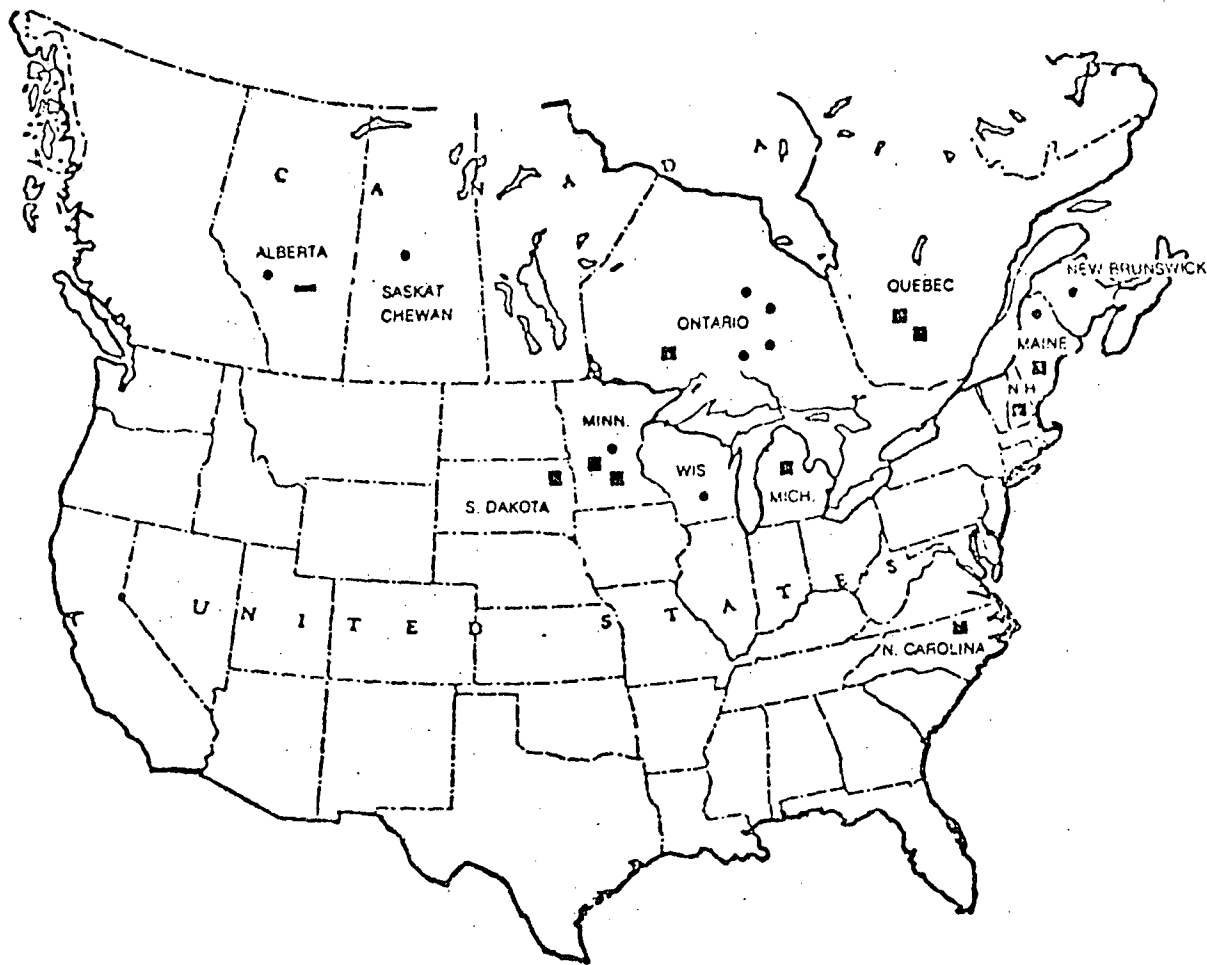 C A N A D A
ALBERTA
SASKAT
CHEWAN
ONTARIO
QUEBEC
NEW BRUNSWICK
MAINE
N H
MINN.
WIS
MICH.
S. DAKOTA
U N I T E D S T A T E S
N. CAROLINA